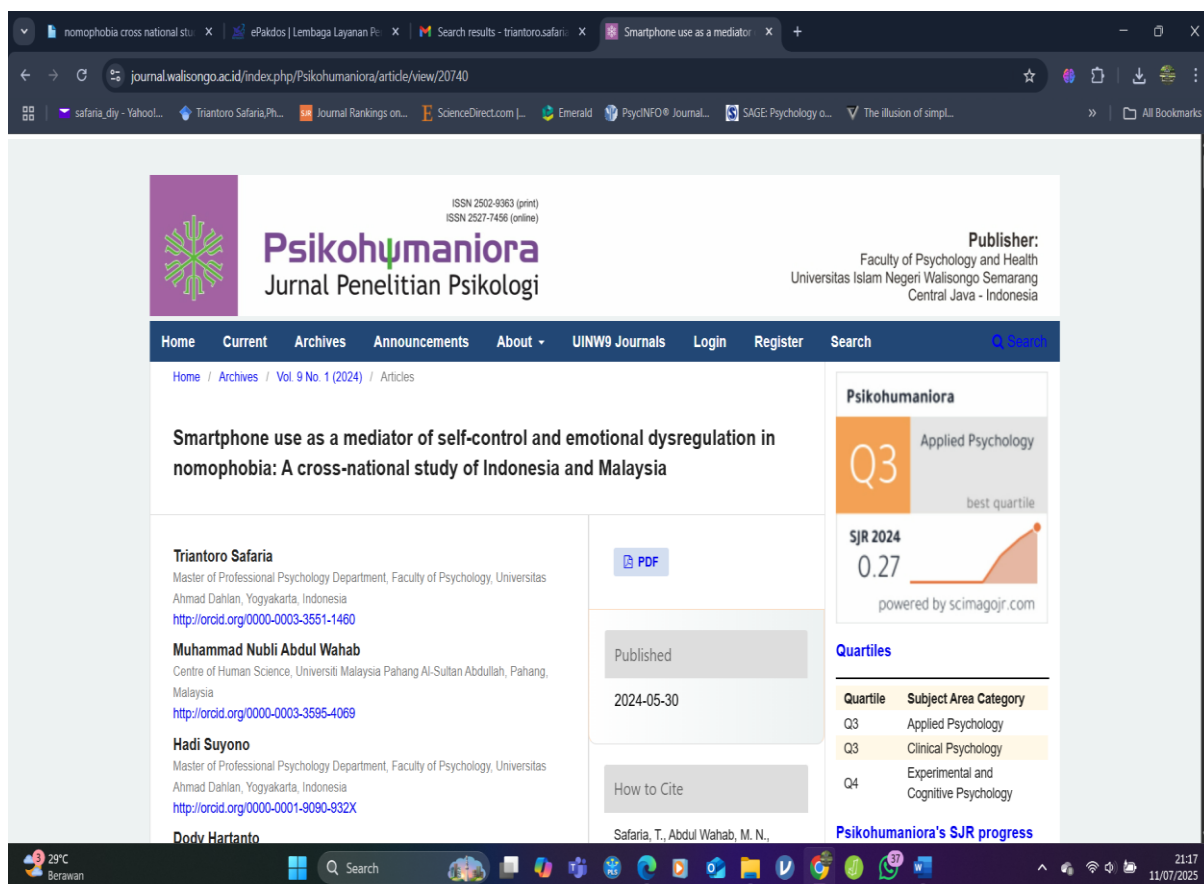 nomophobia cross national stu
ePakdos | Lembaga Layanan Pe
Search results - triantoro.safaria
Smartphone use as a mediator
journal.walisongo.ac.id/index.php/Psikohumaniora/article/view/20740
safaria_diy - Yahoo!...
Triantoro Safaria,Ph...
SJR
Journal Rankings on...
ScienceDirect.com |...
Emerald
PsycINFO® Journal...
SAGE: Psychology o...
The illusion of simpl...
»
All Bookmarks
ISSN 2502-9363 (print)
ISSN 2527-7456 (online)
Psikohψmaniora
Jurnal Penelitian Psikologi
Publisher:
Faculty of Psychology and Health
Universitas Islam Negeri Walisongo Semarang
Central Java - Indonesia
Home Current Archives Announcements About UINW9 Journals Login Register Search Search
Home / Archives / Vol. 9 No. 1 (2024) / Articles
Smartphone use as a mediator of self-control and emotional dysregulation in
nomophobia: A cross-national study of Indonesia and Malaysia
Triantoro Safaria
Master of Professional Psychology Department, Faculty of Psychology, Universitas
Ahmad Dahlan, Yogyakarta, Indonesia
http://orcid.org/0000-0003-3551-1460
Muhammad Nubli Abdul Wahab
Centre of Human Science, Universiti Malaysia Pahang Al-Sultan Abdullah, Pahang,
Malaysia
http://orcid.org/0000-0003-3595-4069
Hadi Suyono
Master of Professional Psychology Department, Faculty of Psychology, Universitas
Ahmad Dahlan, Yogyakarta, Indonesia
http://orcid.org/0000-0001-9090-932X
Dody Hartanto
PDF
Published
2024-05-30
How to Cite
Safaria, T., Abdul Wahab, M. N.,
Psikohumaniora
Q3
Applied Psychology
best quartile
SJR 2024
0.27
powered by scimagojr.com
Quartiles
Quartile Subject Area Category
Q3 Applied Psychology
Q3 Clinical Psychology
Q4 Experimental and
Cognitive Psychology
Psikohumaniora's SJR progress
3
29°C
Berawan
Search
PLS
37
21:17
11/07/2025